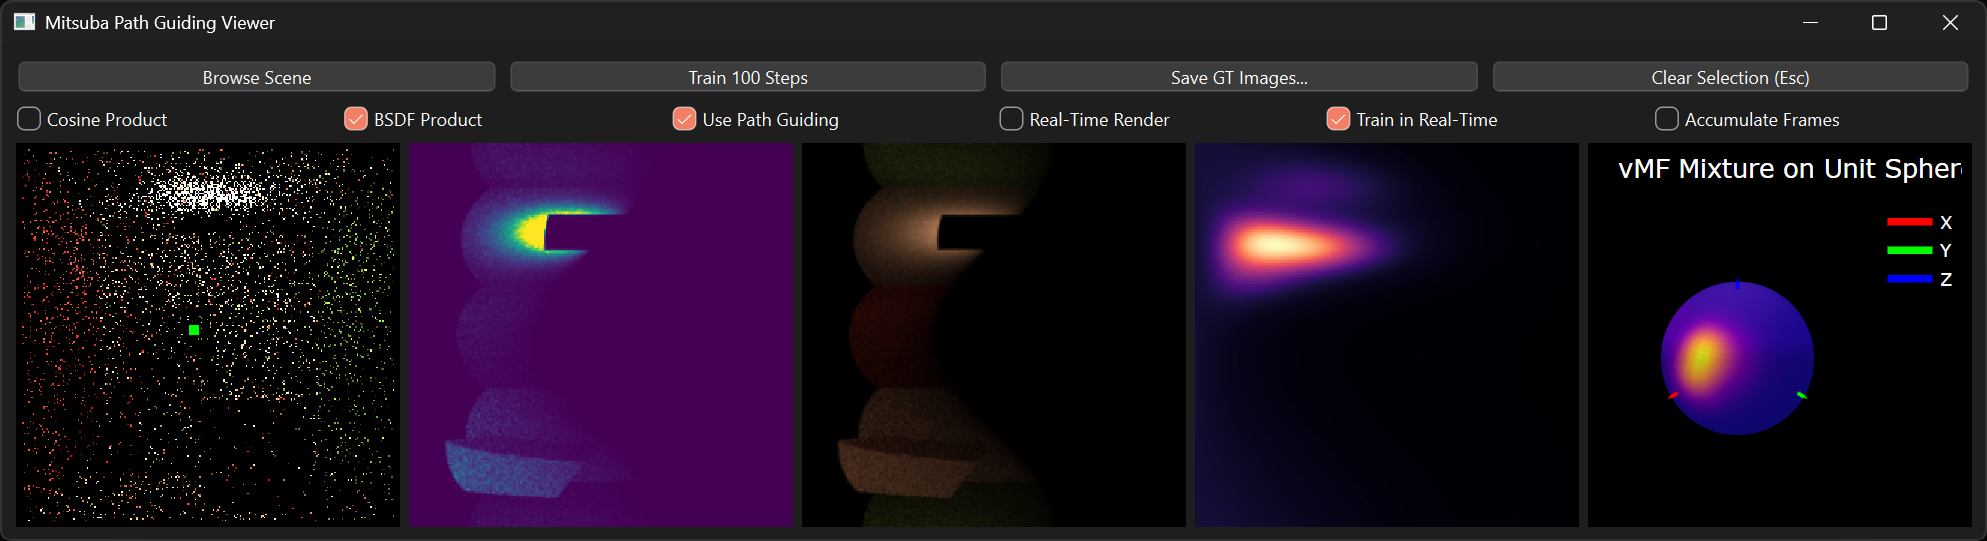 Mitsuba Path Guiding Viewer
Browse Scene
Train 100 Steps
Save GT Images...
Clear Selection (Esc)
Cosine Product
BSDF Product
Use Path Guiding
Real-Time Render
Train in Real-Time
Accumulate Frames
vMF Mixture on Unit Spher
X
Y
Z